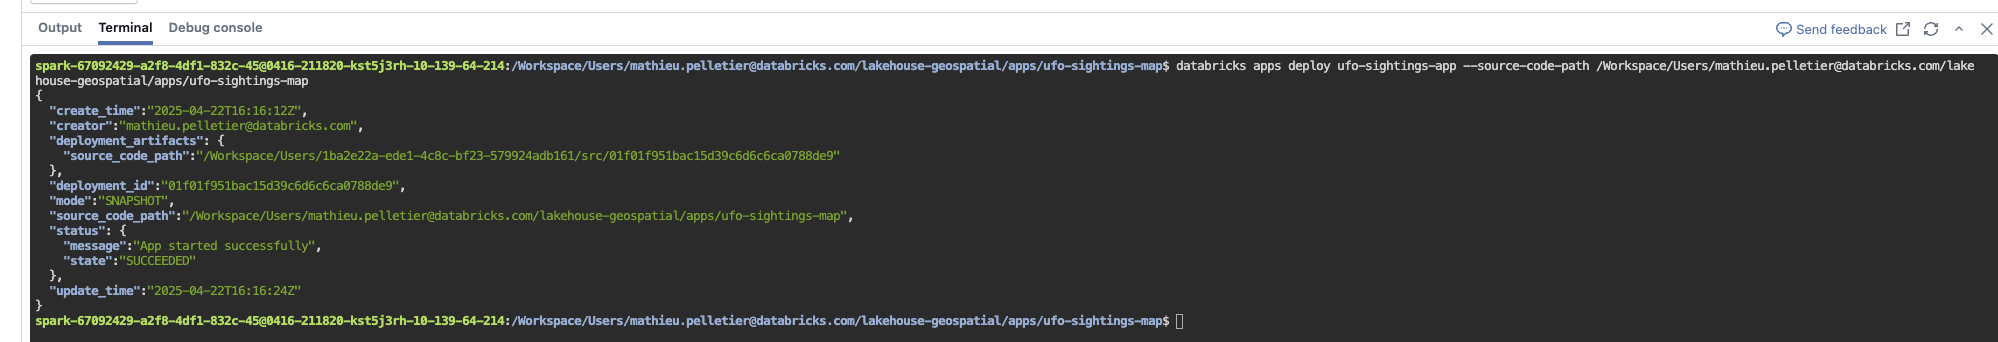 Output Terminal Debug console Send feedback
spark-67092429-a2f8-4df1-832c-45@0416-211820-kst5j3rh-10-139-64-214:/Workspace/Users/mathieu.pelletier@databricks.com/lakehouse-geospatial/apps/ufo-sightings-map$ databricks apps deploy ufo-sightings-app --source-code-path /Workspace/Users/mathieu.pelletier@databricks.com/lake
house-geospatial/apps/ufo-sightings-map
{
  "create_time":"2025-04-22T16:16:12Z",
  "creator":"mathieu.pelletier@databricks.com",
  "deployment_artifacts": {
    "source_code_path":"/Workspace/Users/1ba2e22a-ede1-4c8c-bf23-579924adb161/src/01f01f951bac15d39c6d6c6ca0788de9"
  },
  "deployment_id":"01f01f951bac15d39c6d6c6ca0788de9",
  "mode":"SNAPSHOT",
  "source_code_path":"/Workspace/Users/mathieu.pelletier@databricks.com/lakehouse-geospatial/apps/ufo-sightings-map",
  "status": {
    "message":"App started successfully",
    "state":"SUCCEEDED"
  },
  "update_time":"2025-04-22T16:16:24Z"
}
spark-67092429-a2f8-4df1-832c-45@0416-211820-kst5j3rh-10-139-64-214:/Workspace/Users/mathieu.pelletier@databricks.com/lakehouse-geospatial/apps/ufo-sightings-map$